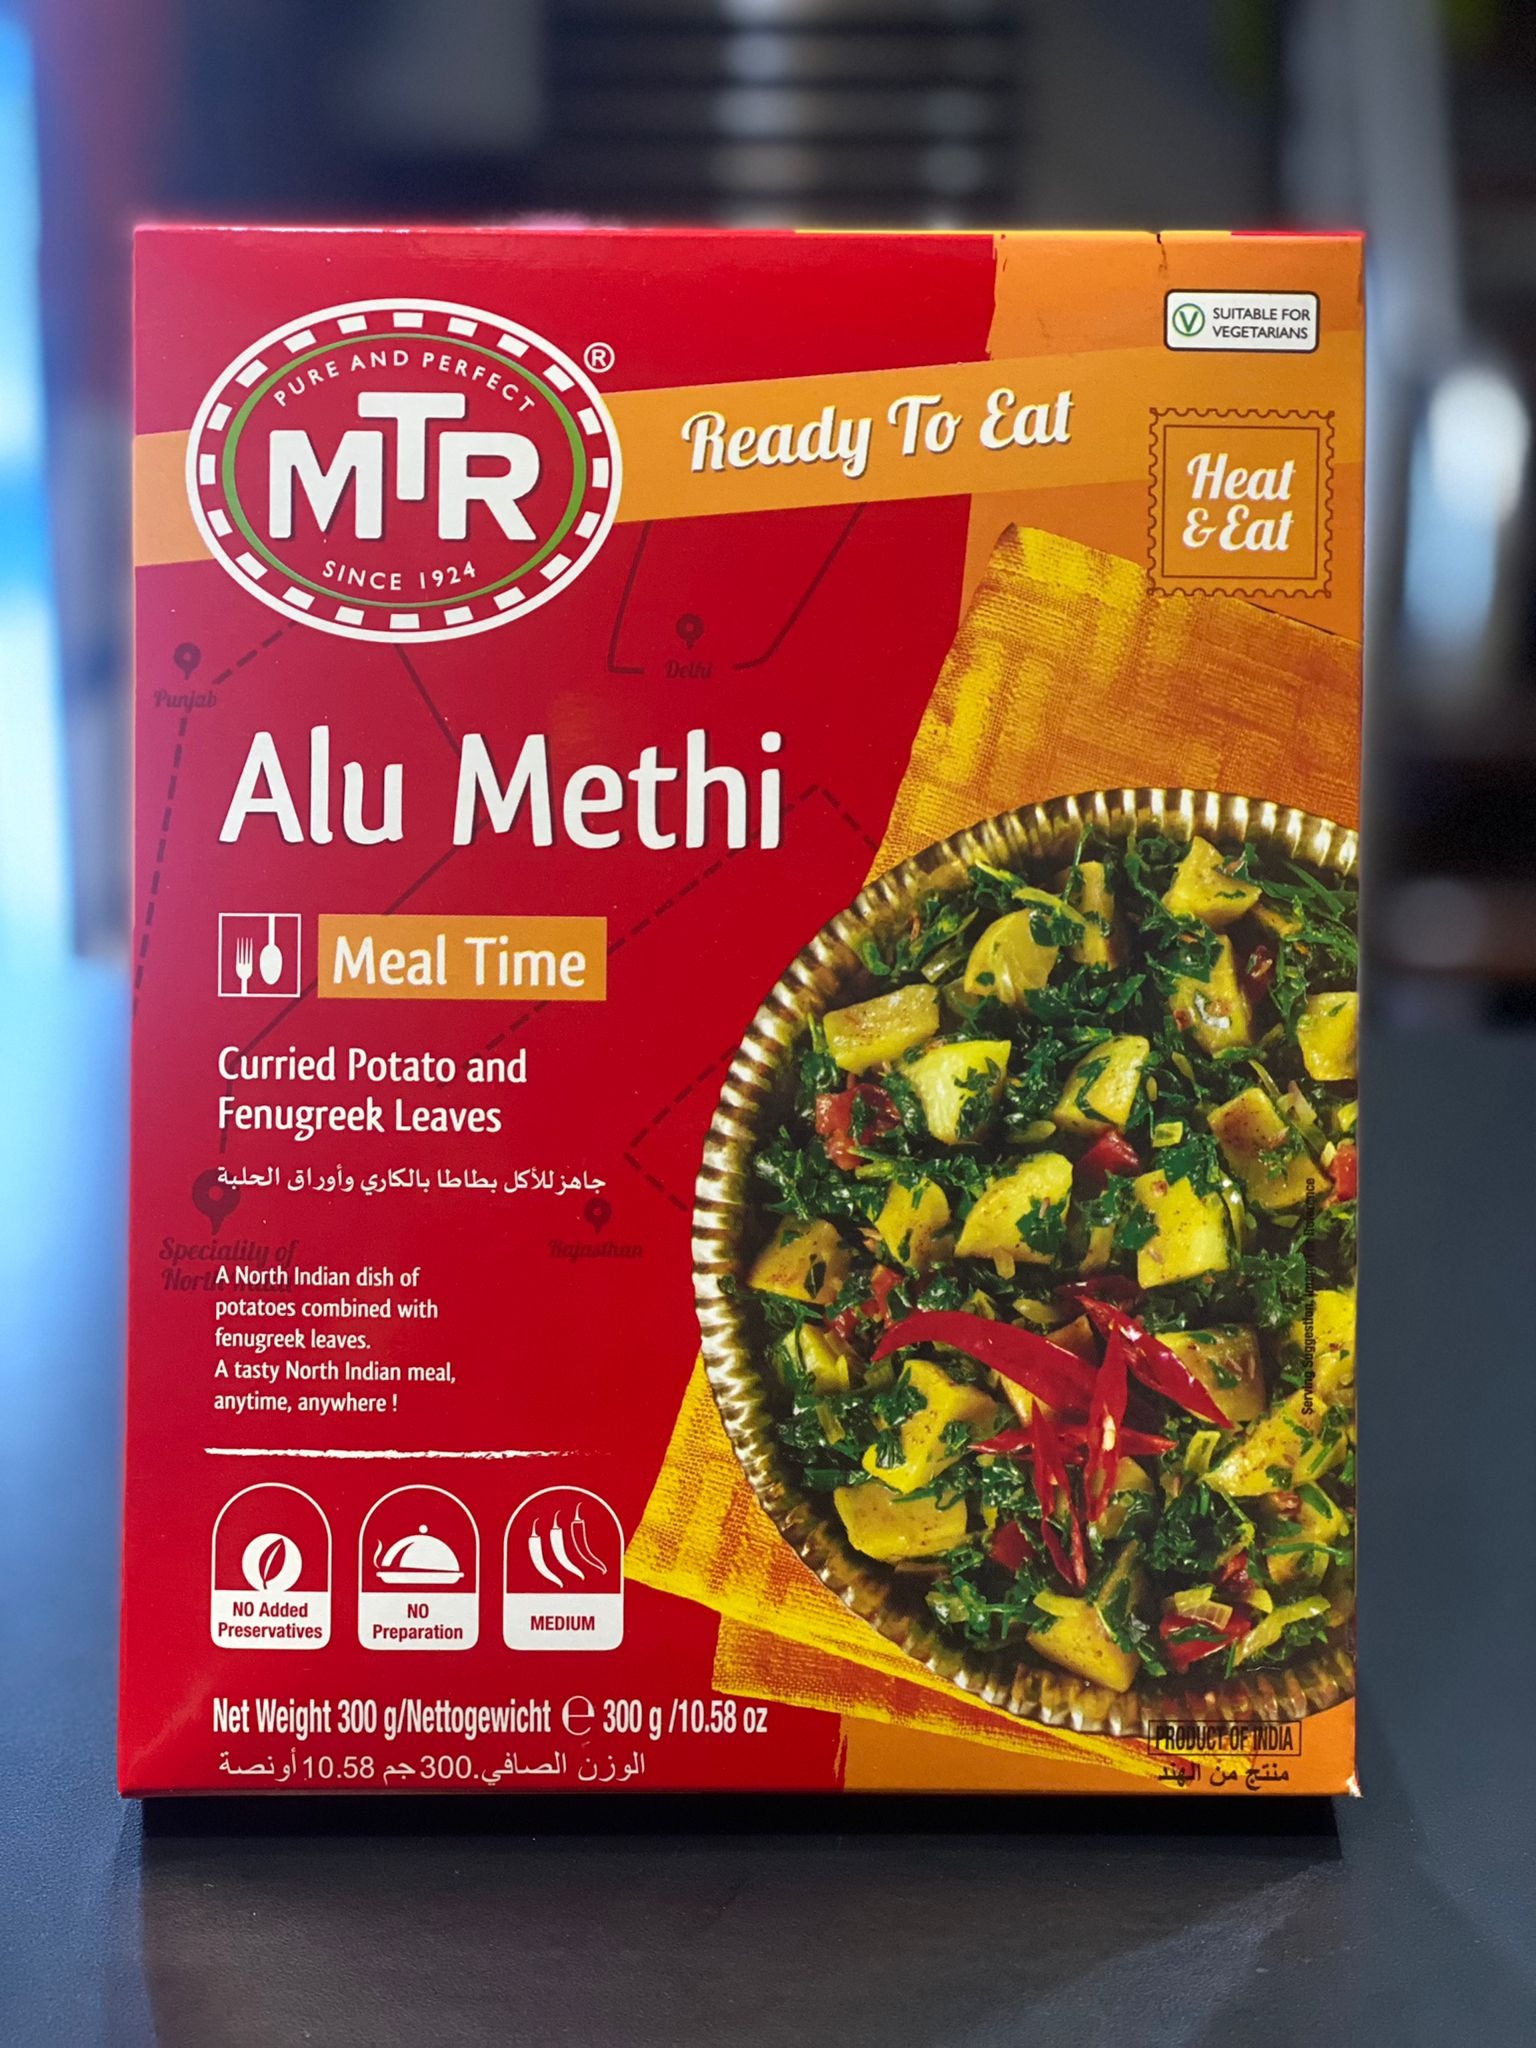 PURE AND PERFECT
MTR
®
SINCE 1924
Ready To Eat
SUITABLE FOR
VEGETARIANS
Heat
& Eat
Punjab
Delhi
Alu Methi
Meal Time
Curried Potato and
Fenugreek Leaves
جاهز للأكل بطاطا بالكاري وأوراق الحلبة
Speciality of
North India
Rajasthan
A North Indian dish of
potatoes combined with
fenugreek leaves.
A tasty North Indian meal,
anytime, anywhere !
Serving Suggestion.
NO Added
Preservatives
NO
Preparation
MEDIUM
Net Weight 300 g/Nettogewicht ℮ 300 g /10.58 oz
الوزن الصافي.300 جم 10.58 أونصة
PRODUCT OF INDIA
منتج من الهند